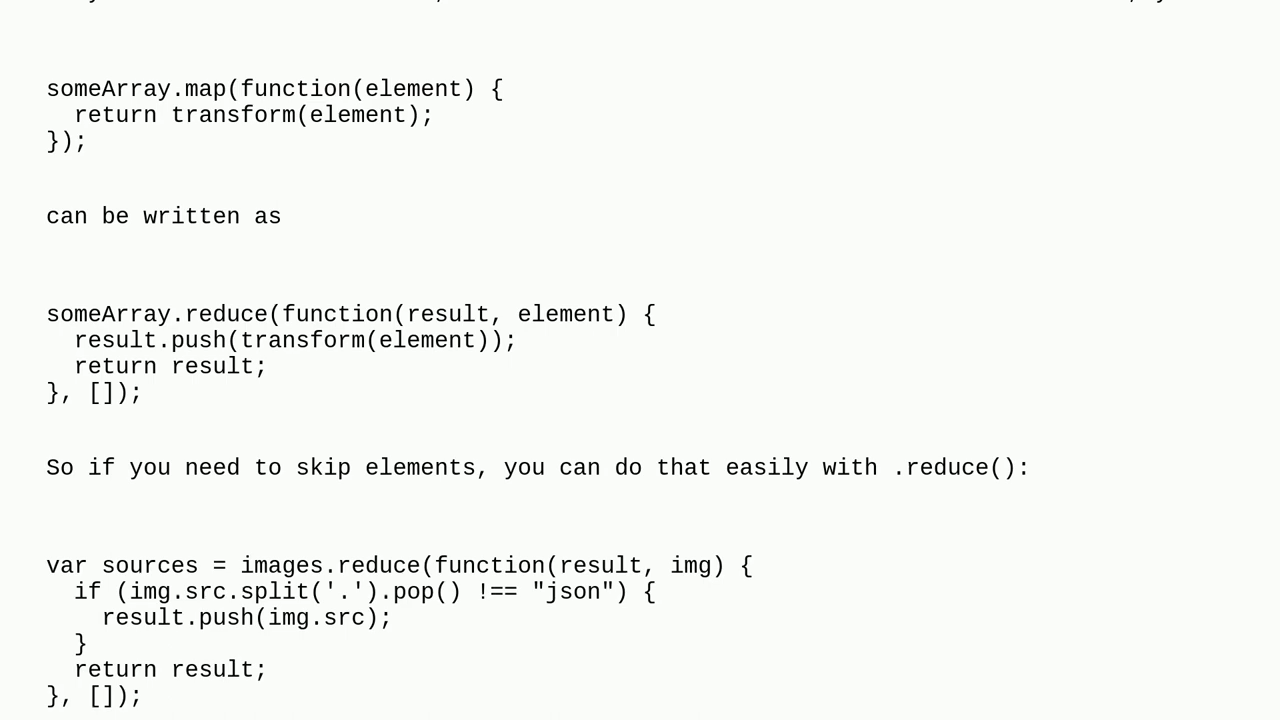 someArray.map(function(element) {
  return transform(element);
});
can be written as
someArray.reduce(function(result, element) {
  result.push(transform(element));
  return result;
}, []);
So if you need to skip elements, you can do that easily with .reduce():
var sources = images.reduce(function(result, img) {
  if (img.src.split('.').pop() !== "json") {
    result.push(img.src);
  }
  return result;
}, []);